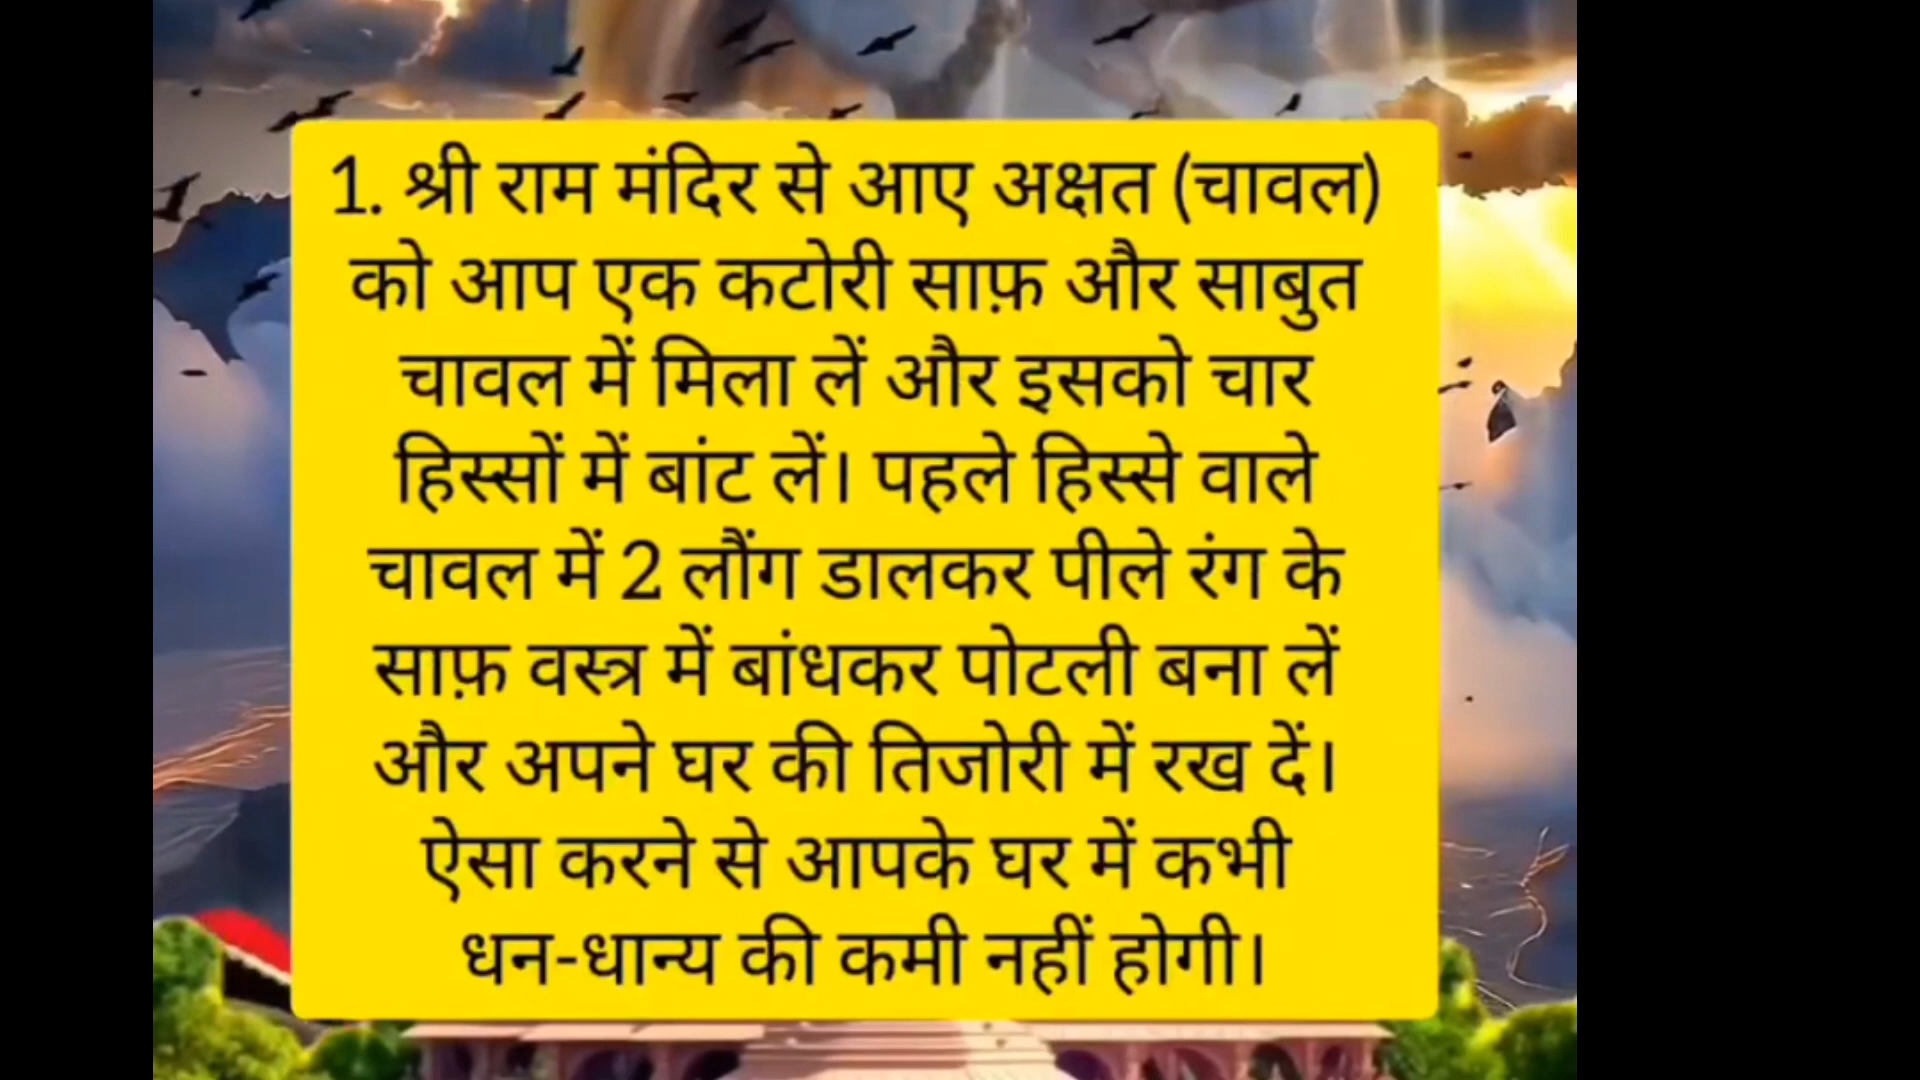 1. श्री राम मंदिर से आए अक्षत (चावल)
को आप एक कटोरी साफ़ और साबुत
चावल में मिला लें और इसको चार
हिस्सों में बांट लें। पहले हिस्से वाले
चावल में 2 लौंग डालकर पीले रंग के
साफ़ वस्त्र में बांधकर पोटली बना लें
और अपने घर की तिजोरी में रख दें।
ऐसा करने से आपके घर में कभी
धन-धान्य की कमी नहीं होगी।